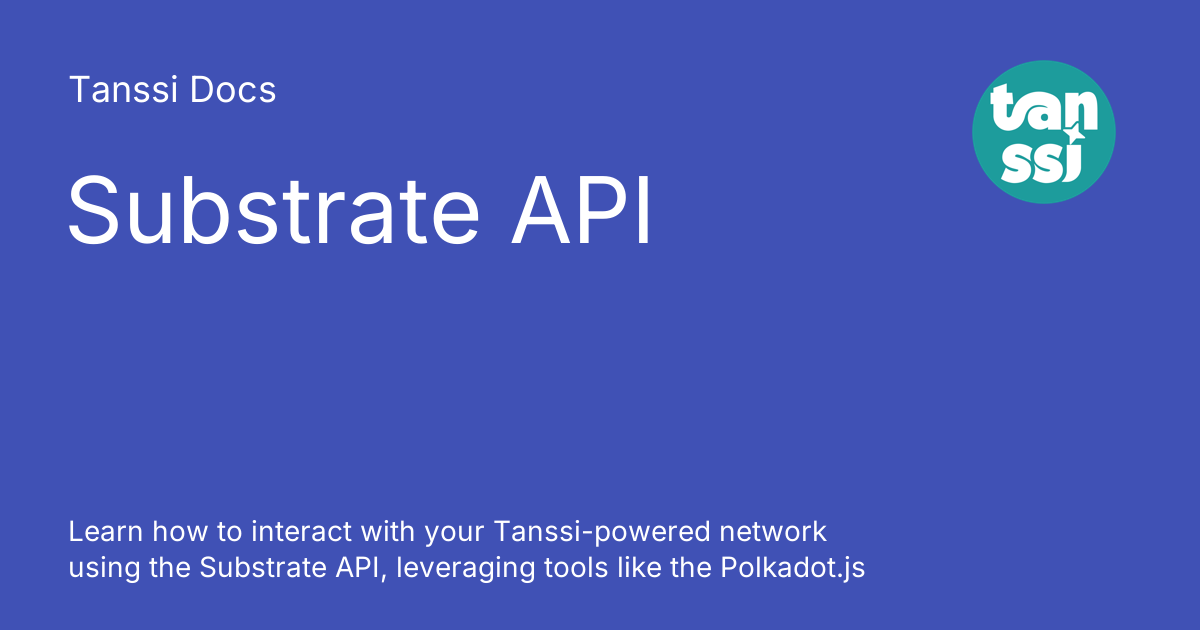 Tanssi Docs
tan
ssi
Substrate API
Learn how to interact with your Tanssi-powered network
using the Substrate API, leveraging tools like the Polkadot.js